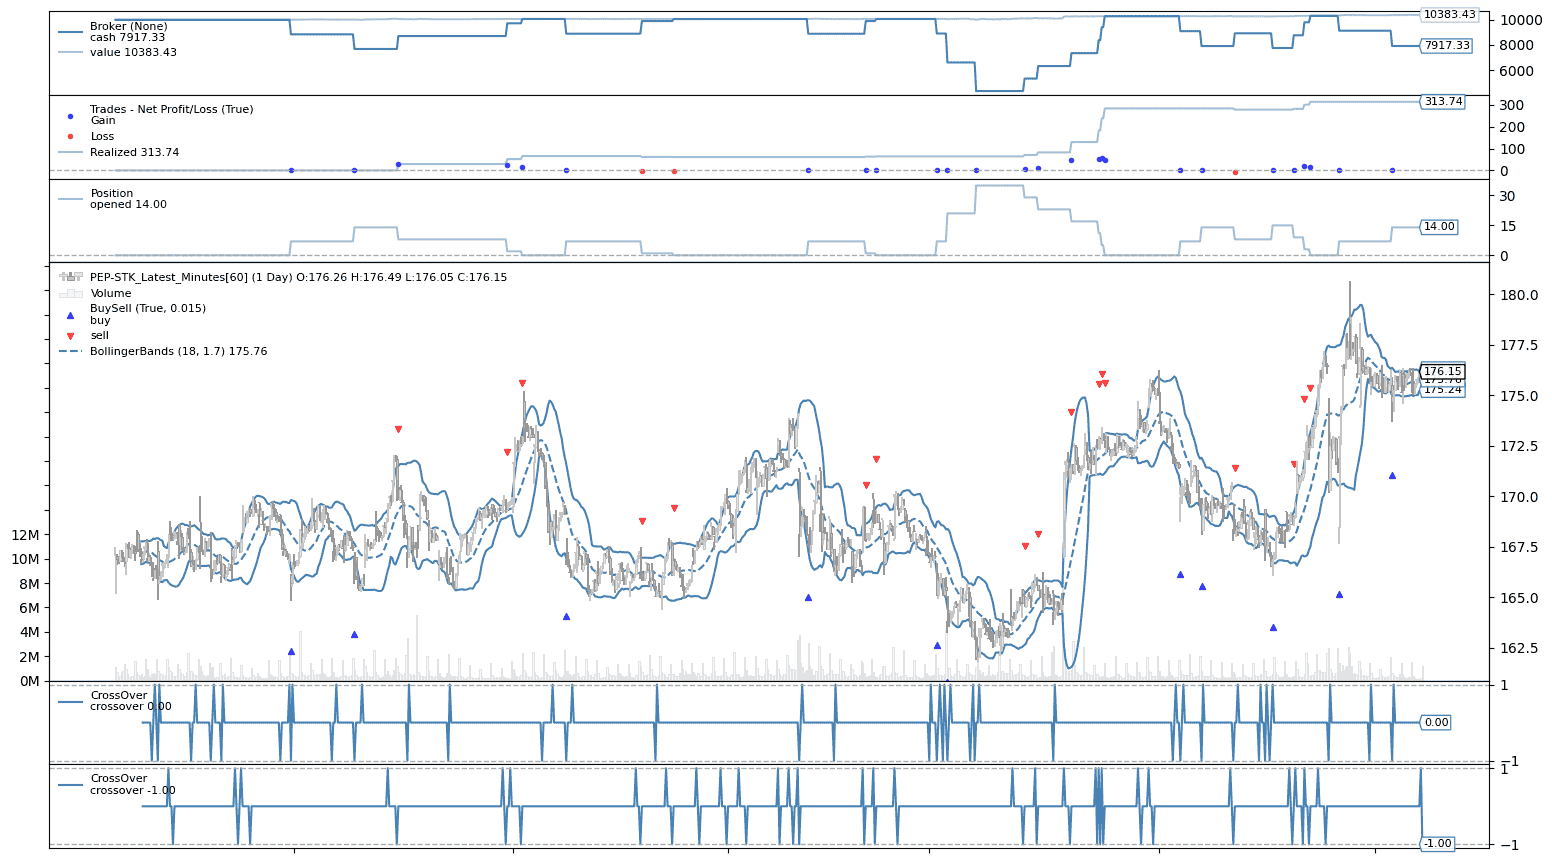 Broker (None)
cash 7917.33
value 10383.43
10383.43
10000
8000
7917.33
6000
Trades - Net Profit/Loss (True)
Gain
Loss
Realized 313.74
313.74
300
200
100
0
Position
opened 14.00
30
15
14.00
0
PEP-STK_Latest_Minutes[60] (1 Day) O:176.26 H:176.49 L:176.05 C:176.15
Volume
BuySell (True, 0.015)
buy
sell
BollingerBands (18, 1.7) 175.76
180.0
177.5
176.15
175.24
175.0
172.5
170.0
167.5
165.0
162.5
12M
10M
8M
6M
4M
2M
0M
CrossOver
crossover 0.00
1
0.00
−1
CrossOver
crossover -1.00
1
-1.00
−1